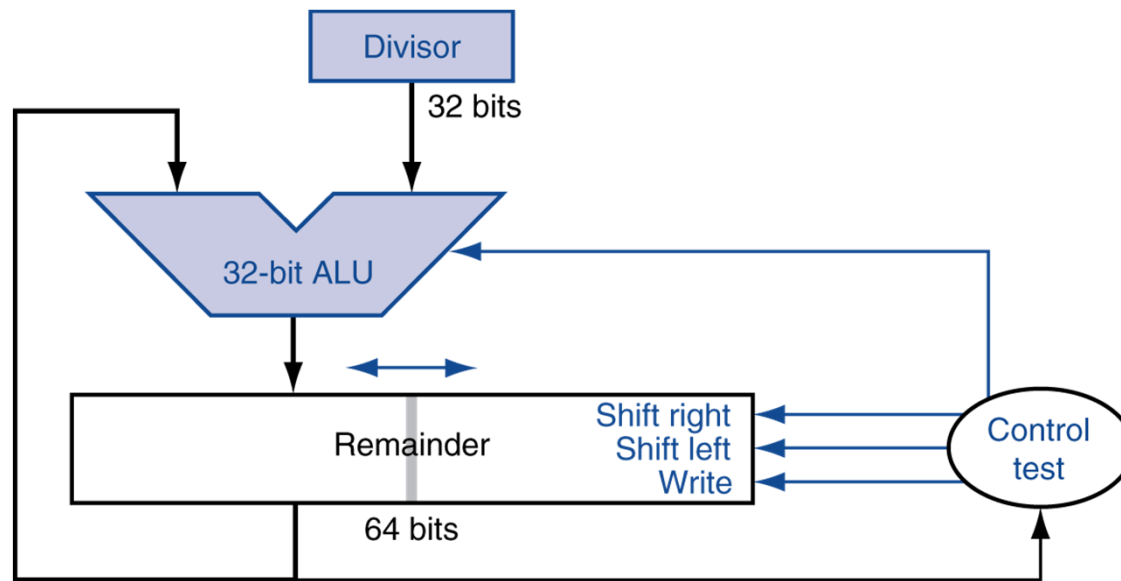 Divisor
32 bits
32-bit ALU
Remainder
Shift right
Shift left
Write
64 bits
Control
test